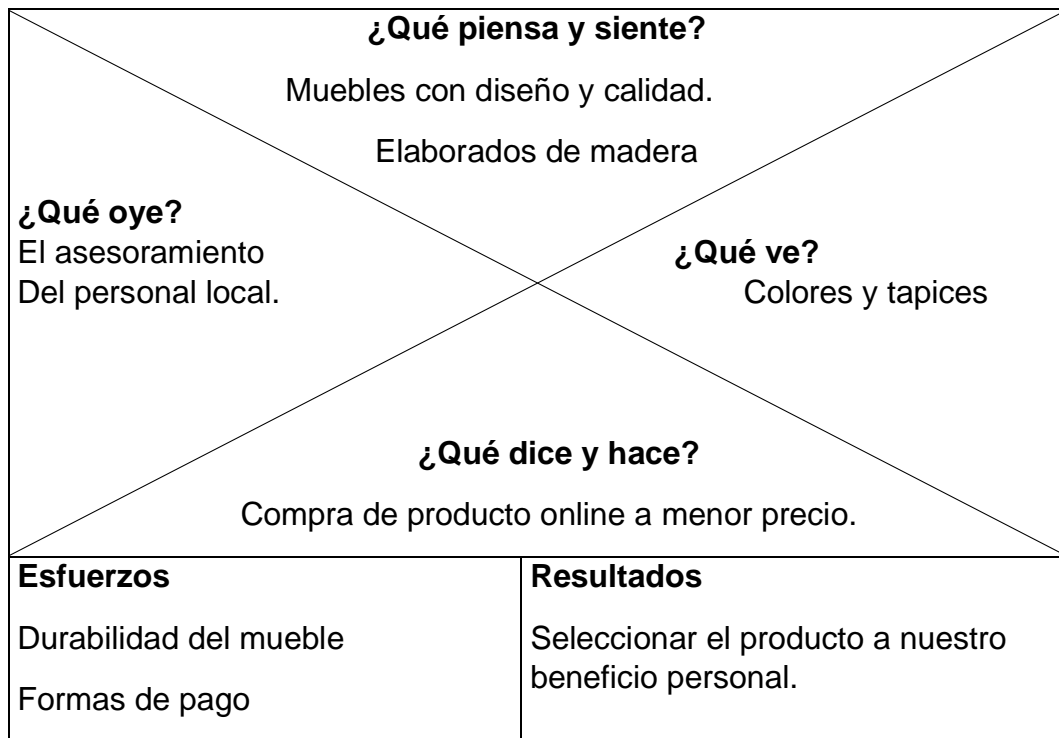 ¿Qué piensa y siente?
Muebles con diseño y calidad.
Elaborados de madera
¿Qué oye?
El asesoramiento
Del personal local.
¿Qué ve?
Colores y tapices
¿Qué dice y hace?
Compra de producto online a menor precio.
Esfuerzos
Durabilidad del mueble
Formas de pago
Resultados
Seleccionar el producto a nuestro
beneficio personal.